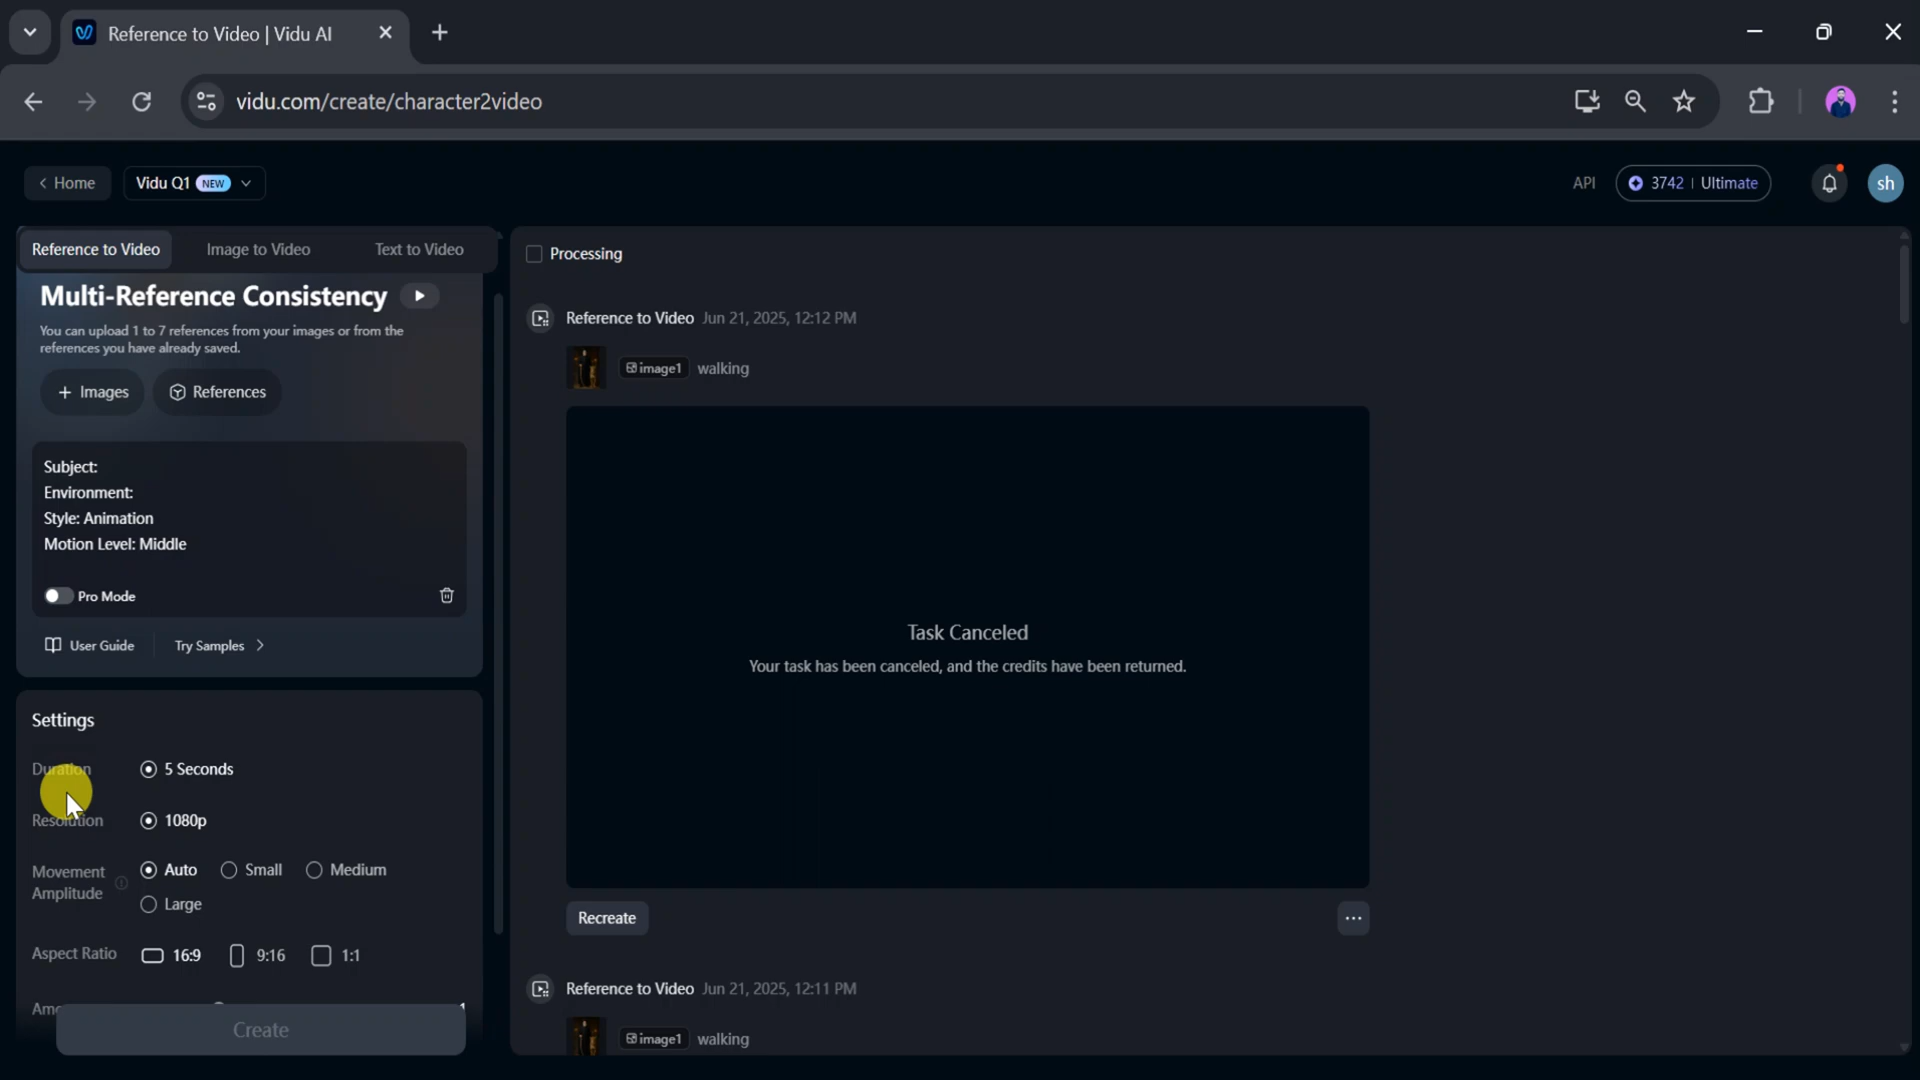 Reference to Video | Vidu AI
vidu.com/create/character2video
Home
Vidu Q1 NEW
API
3742 | Ultimate
sh
Reference to Video
Image to Video
Text to Video
Multi-Reference Consistency
You can upload 1 to 7 references from your images or from the
references you have already saved.
+ Images
References
Subject:
Environment:
Style: Animation
Motion Level: Middle
Pro Mode
User Guide
Try Samples
Settings
Duration
5 Seconds
Resolution
1080p
Movement
Amplitude
Auto
Small
Medium
Large
Aspect Ratio
16:9
9:16
1:1
Create
Processing
Reference to Video Jun 21, 2025, 12:12 PM
image1 walking
Task Canceled
Your task has been canceled, and the credits have been returned.
Recreate
Reference to Video Jun 21, 2025, 12:11 PM
image1 walking